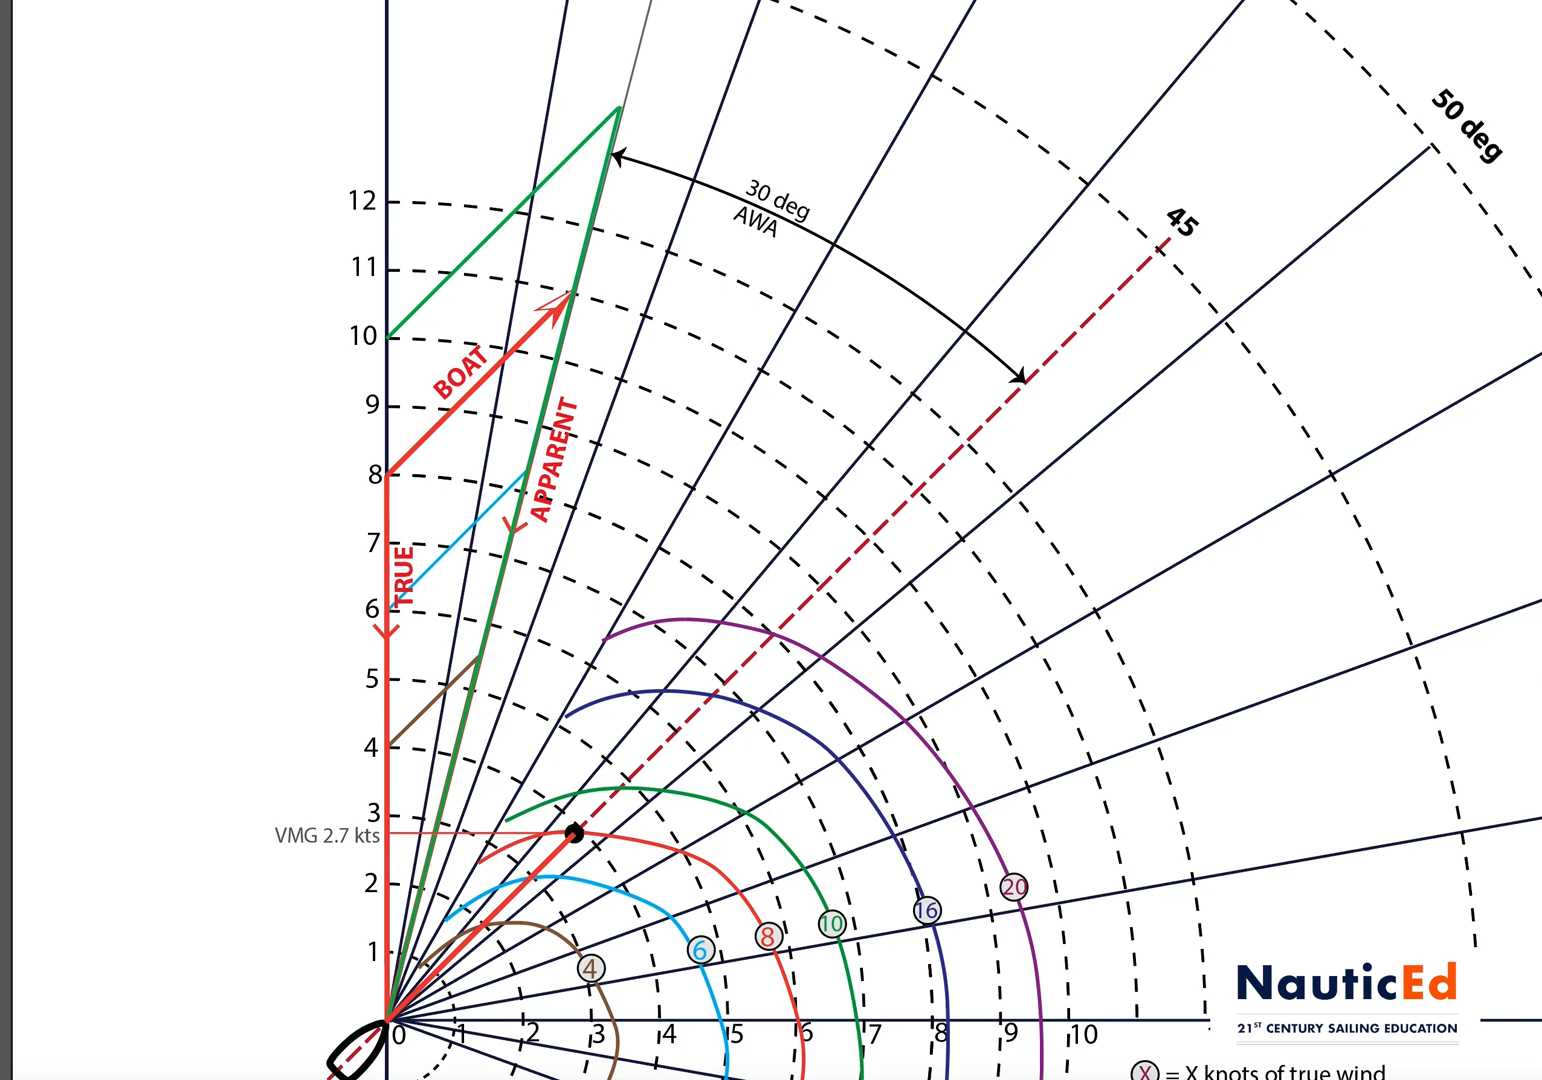 50 deg
45
30 deg
AWA
12
11
10
9
8
7
6
5
4
3
2
1
BOAT
APPARENT
TRUE
VMG 2.7 kts
20
16
10
8
6
4
0 1 2 3 4 5 6 7 8 9 10
NauticEd
21ST CENTURY SAILING EDUCATION
X = X knots of true wind